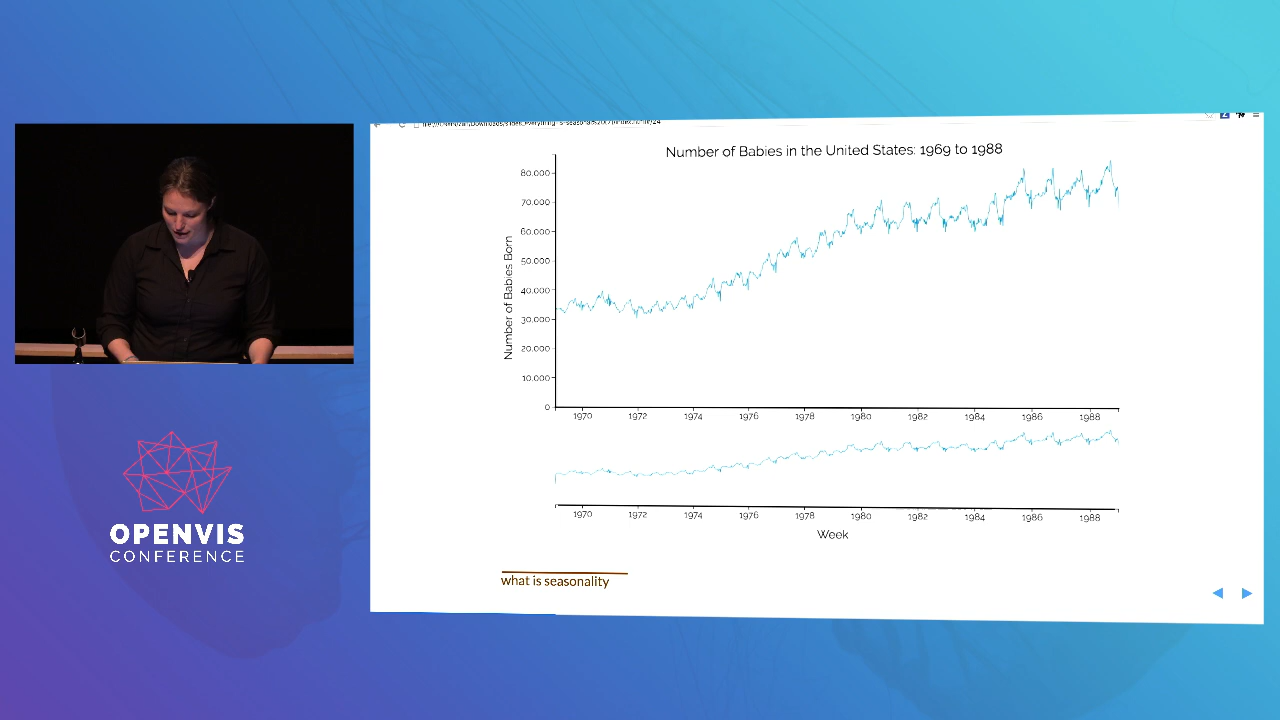 Number of Babies in the United States: 1969 to 1988
Number of Babies Born
80.000
70.000
60.000
50.000
40.000
30.000
20.000
10.000
0
1970 1972 1974 1976 1978 1980 1982 1984 1986 1988
1970 1972 1974 1976 1978 1980 1982 1984 1986 1988
Week
what is seasonality
OPENVIS
CONFERENCE